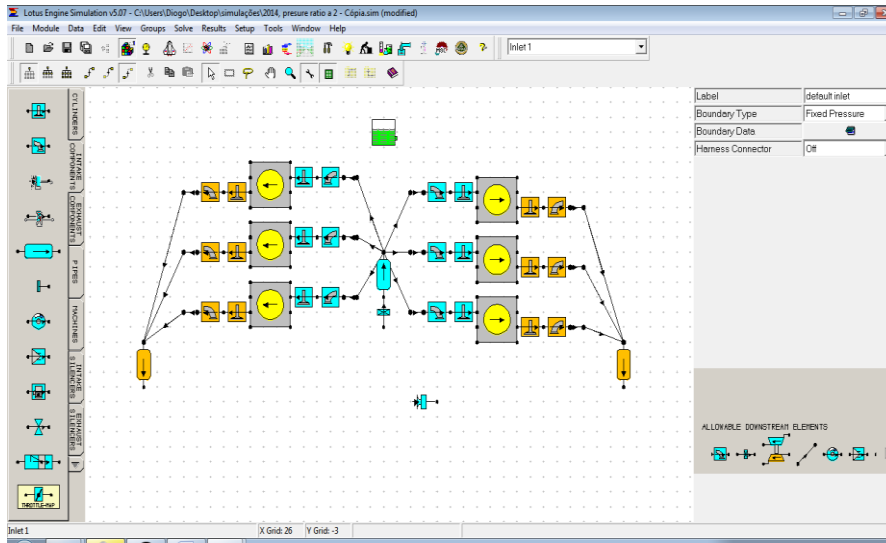 Lotus Engine Simulation v5.07 - C:\Users\Diogo\Desktop\simulações\2014, presure ratio a 2 - Cópia.sim (modified)
File Module Data Edit View Groups Solve Results Setup Tools Window Help
Inlet 1
CYLINDERS
INTAKE COMPONENTS
EXHAUST COMPONENTS
PIPES
MACHINES
INTAKE SILENCERS
EXHAUST SILENCERS
THROTTLE-MAP
Label default inlet
Boundary Type Fixed Pressure
Boundary Data
Harness Connector Off
ALLOWABLE DOWNSTREAM ELEMENTS
Inlet 1 X Grid: 26 Y Grid: -3